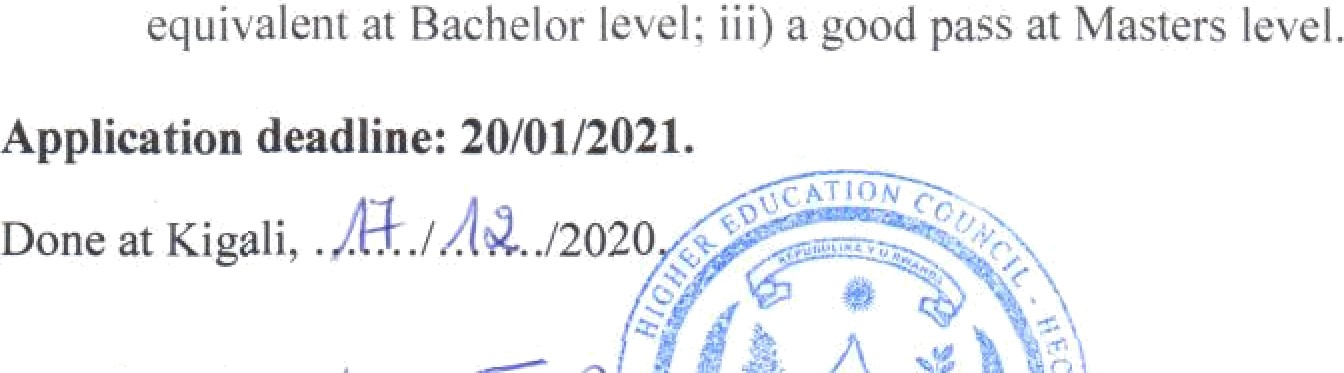 equivalent at Bachelor level; iii) a good pass at Masters level.
Application deadline: 20/01/2021.
Done at Kigali, ..17...../..12..../2020.
HIGHER EDUCATION COUNCIL - HEC
REPUBULIKA Y'U RWANDA